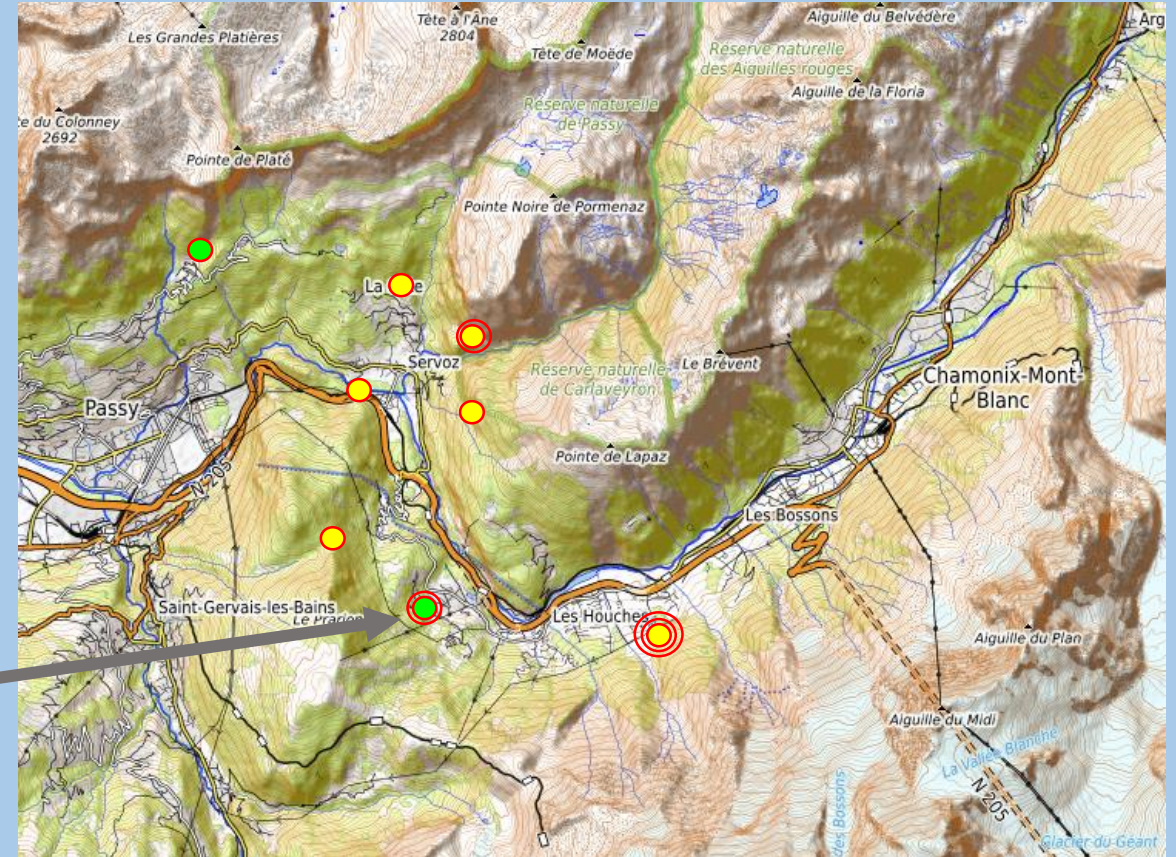 Tête à l'Âne
2804
Aiguille du Belvédère
Arg
Les Grandes Platières
Tête de Moëde
Réserve naturelle
des Aiguilles rouges
Aiguille de la Floria
Réserve naturelle
de Passy
te du Colonney
2692
Pointe de Platé
Pointe Noire de Pormenaz
La
Servoz
Réserve naturelle
de Carlaveyron
Le Brévent
Chamonix-Mont-
Blanc
Passy
Pointe de Lapaz
N 205
Les Bossons
Saint-Gervais-les-Bains
Le Prarion
Les Houches
Aiguille du Plan
Aiguille du Midi
La Vallée Blanche
N 205
des Bossons
Glacier du Géant